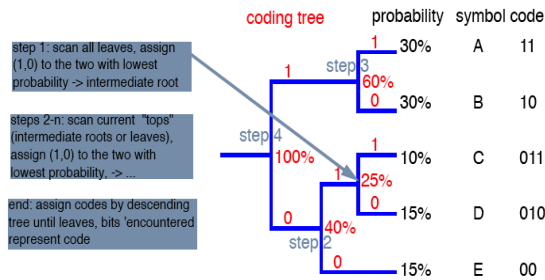 coding tree
probability symbol code
step 1: scan all leaves, assign
(1,0) to the two with lowest
probability -> intermediate root
steps 2-n: scan current "tops"
(intermediate roots or leaves),
assign (1,0) to the two with
lowest probability, -> ...
end: assign codes by descending
tree until leaves, bits 'encountered
represent code
1
30% A 11
step 3
1
60%
0
30% B 10
step 4
100%
1
10% C 011
1
25%
0
15% D 010
0
40%
step 2
0
15% E 00